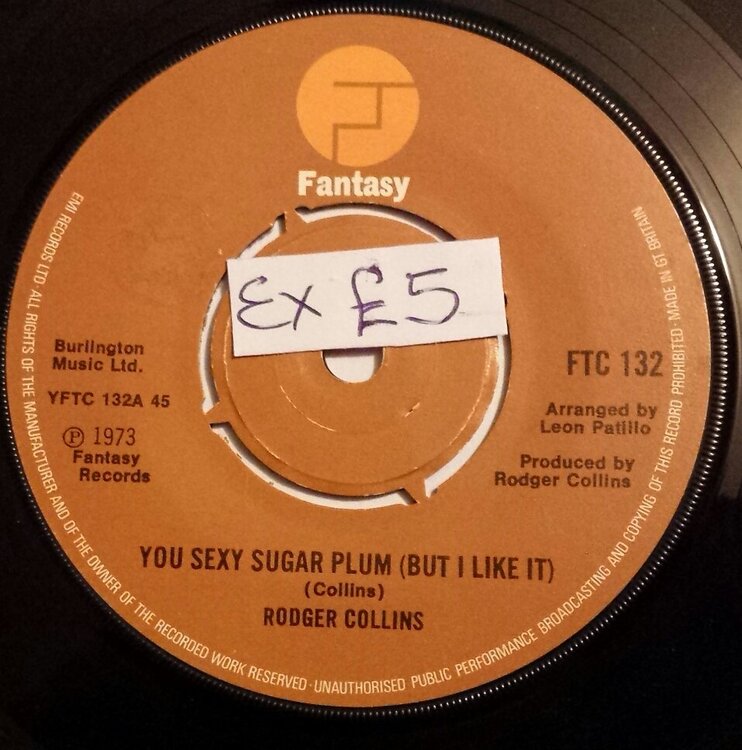 Fantasy
Ex £5
Burlington
Music Ltd.
YFTC 132A 45
Ⓟ 1973
Fantasy
Records
FTC 132
Arranged by
Leon Patillo
Produced by
Rodger Collins
YOU SEXY SUGAR PLUM (BUT I LIKE IT)
(Collins)
RODGER COLLINS
EMI RECORDS LTD· ALL RIGHTS OF THE MANUFACTURER AND OF THE OWNER OF THE RECORDED WORK RESERVED·UNAUTHORISED PUBLIC PERFORMANCE BROADCASTING AND COPYING OF THIS RECORD PROHIBITED·MADE IN GT BRITAIN